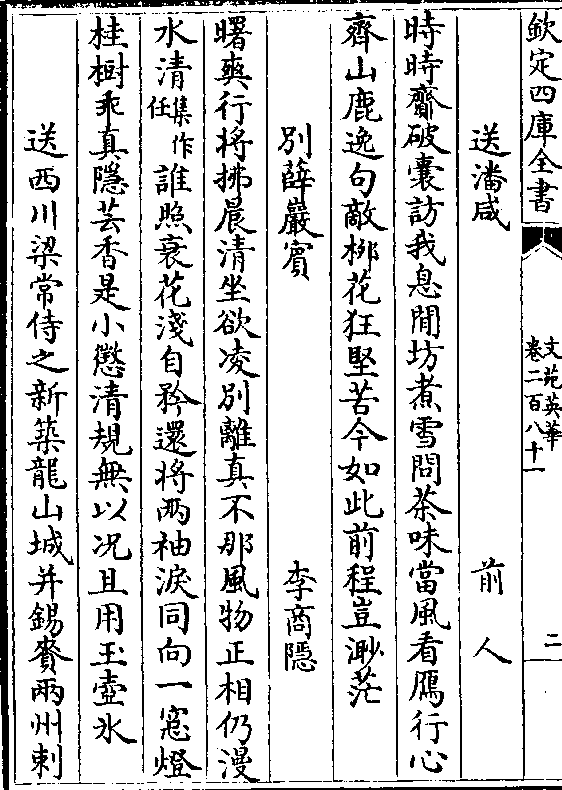 欽定四庫全書
文苑英華
卷二百八十一
二
送潘咸 前人
時時齋破囊訪我息閒坊煮雪問茶味當風看鴈行心
齊山鹿逸句敵栁花狂堅苦今如此前程豈渺茫
別薛巖賓 李商隠
曙爽行將拂晨清坐欲凌別離真不那風物正相仍漫
水清集作任誰照衰花淺自矜還將兩袖淚同向一窓燈
桂樹乖真隱芸香是小懲清規無以况且用玉壺氷
送西川梁常侍之新築龍山城并錫賚兩州刺